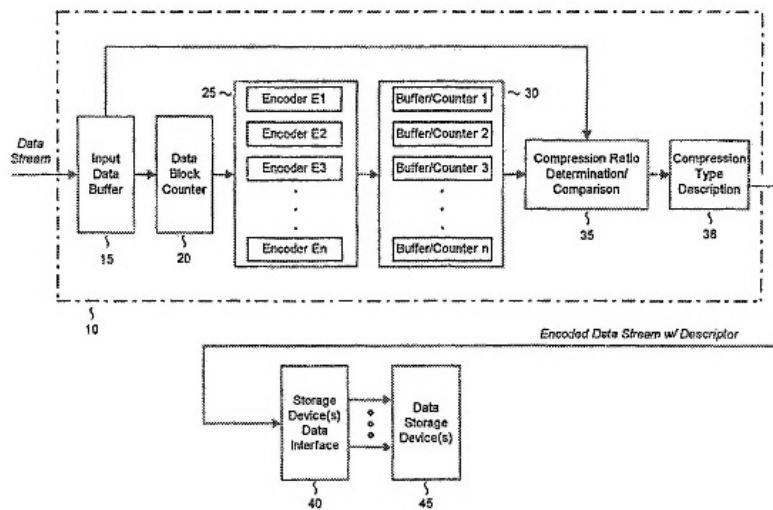 25
Encoder E1
Encoder E2
Encoder E3
Encoder En
Buffer/Counter 1
Buffer/Counter 2
Buffer/Counter 3
Buffer/Counter n
30
Data
Stream
Input
Data
Buffer
15
Data
Block
Counter
20
Compression Ratio
Determination/
Comparison
35
Compression
Type
Description
38
10
Encoded Data Stream w/ Descriptor
Storage
Device(s)
Data
Interface
40
Data
Storage
Device(s)
45